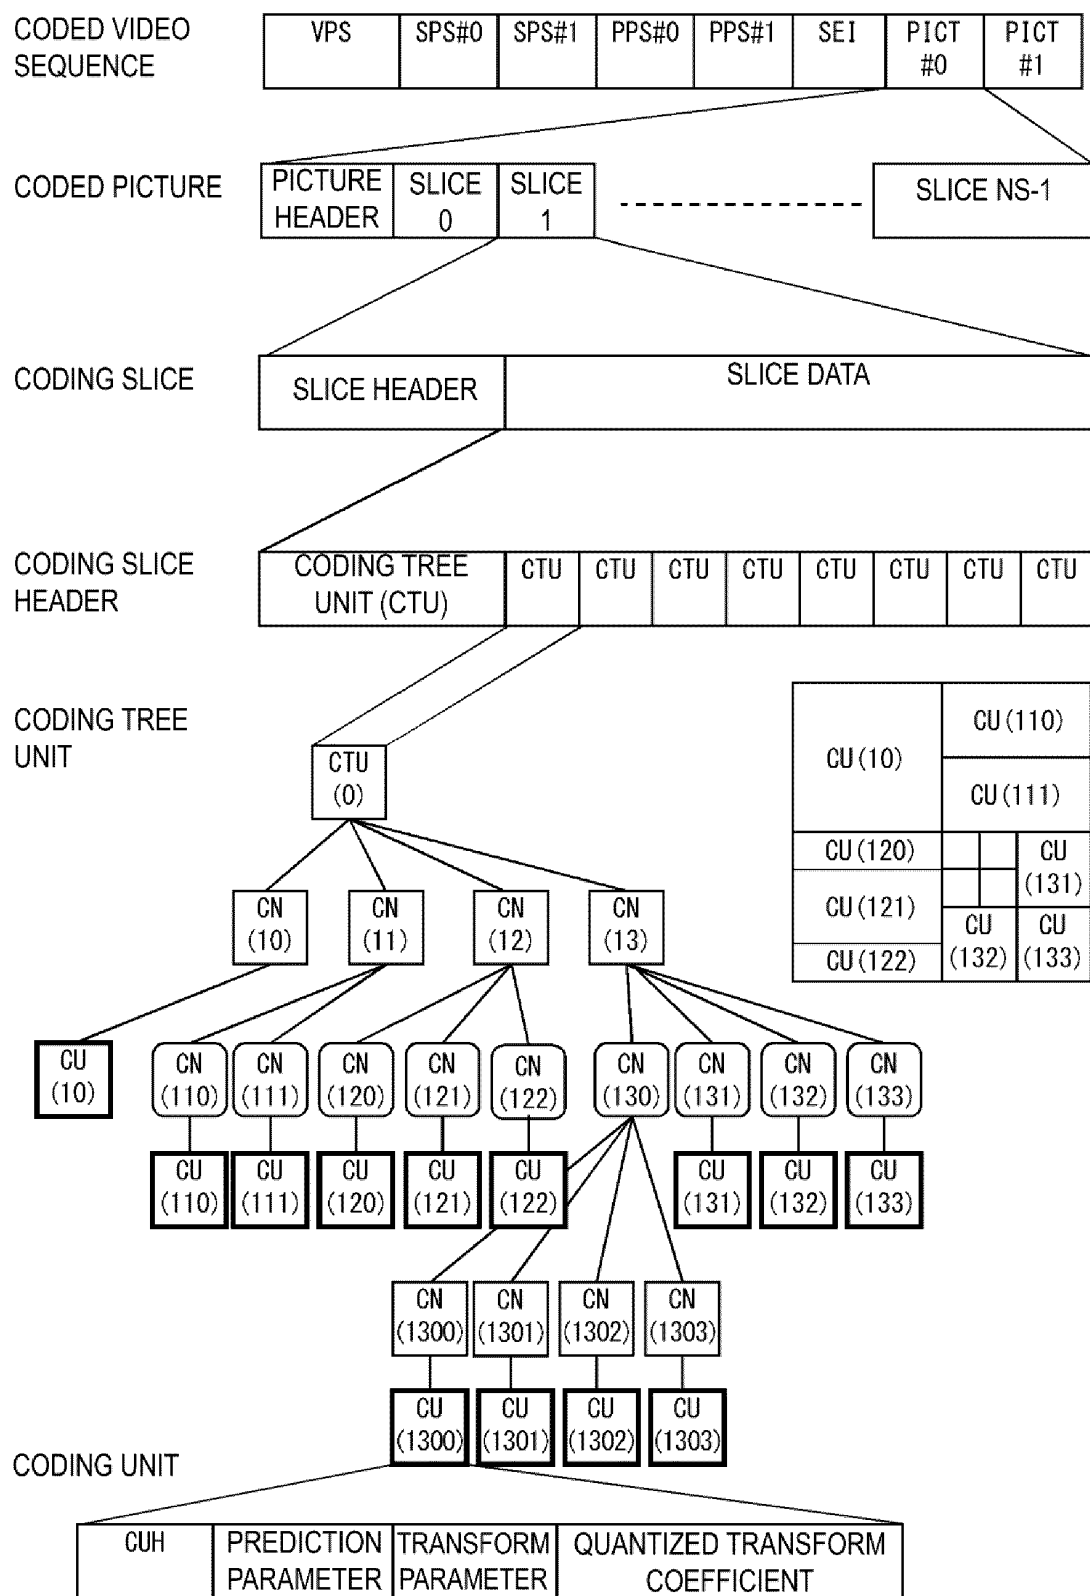 CODED VIDEO
SEQUENCE
VPS
SPS#0
SPS#1
PPS#0
PPS#1
SEI
PICT
#0
PICT
#1
CODED PICTURE
PICTURE
HEADER
SLICE
0
SLICE
1
SLICE NS-1
CODING SLICE
SLICE HEADER
SLICE DATA
CODING SLICE
HEADER
CODING TREE
UNIT (CTU)
CTU
CTU
CTU
CTU
CTU
CTU
CTU
CTU
CODING TREE
UNIT
CTU
(0)
CU(10)
CU(110)
CU(111)
CU(120)
CU(121)
CU(122)
CU
(131)
CU
(132)
CU
(133)
CN
(10)
CN
(11)
CN
(12)
CN
(13)
CU
(10)
CN
(110)
CN
(111)
CN
(120)
CN
(121)
CN
(122)
CN
(130)
CN
(131)
CN
(132)
CN
(133)
CU
(110)
CU
(111)
CU
(120)
CU
(121)
CU
(122)
CU
(131)
CU
(132)
CU
(133)
CN
(1300)
CN
(1301)
CN
(1302)
CN
(1303)
CU
(1300)
CU
(1301)
CU
(1302)
CU
(1303)
CODING UNIT
CUH
PREDICTION
PARAMETER
TRANSFORM
PARAMETER
QUANTIZED TRANSFORM
COEFFICIENT